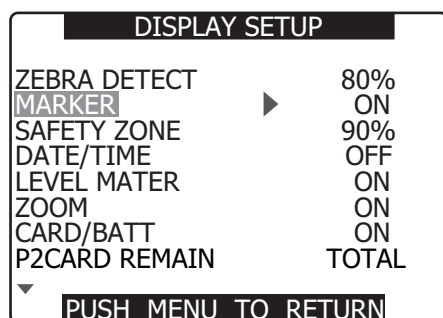 DISPLAY SETUP
ZEBRA DETECT 80%
MARKER ON
SAFETY ZONE 90%
DATE/TIME OFF
LEVEL MATER ON
ZOOM ON
CARD/BATT ON
P2CARD REMAIN TOTAL
PUSH MENU TO RETURN